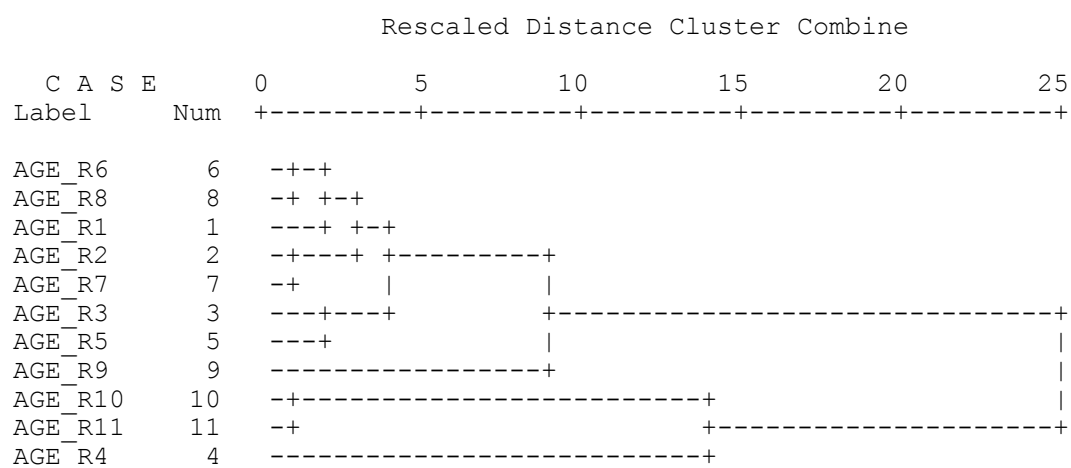 Rescaled Distance Cluster Combine
C A S E 0 5 10 15 20 25
Label Num +---------+---------+---------+---------+---------+
AGE_R6 6 -+-+
AGE_R8 8 -+ +-+
AGE_R1 1 ---+ +-+
AGE_R2 2 -+---+ +---------+
AGE_R7 7 -+ | |
AGE_R3 3 ---+---+ +-------------------------------+
AGE_R5 5 ---+ | |
AGE_R9 9 -----------------+ |
AGE_R10 10 -+-------------------------+ |
AGE_R11 11 -+ +---------------------+
AGE_R4 4 ---------------------------+